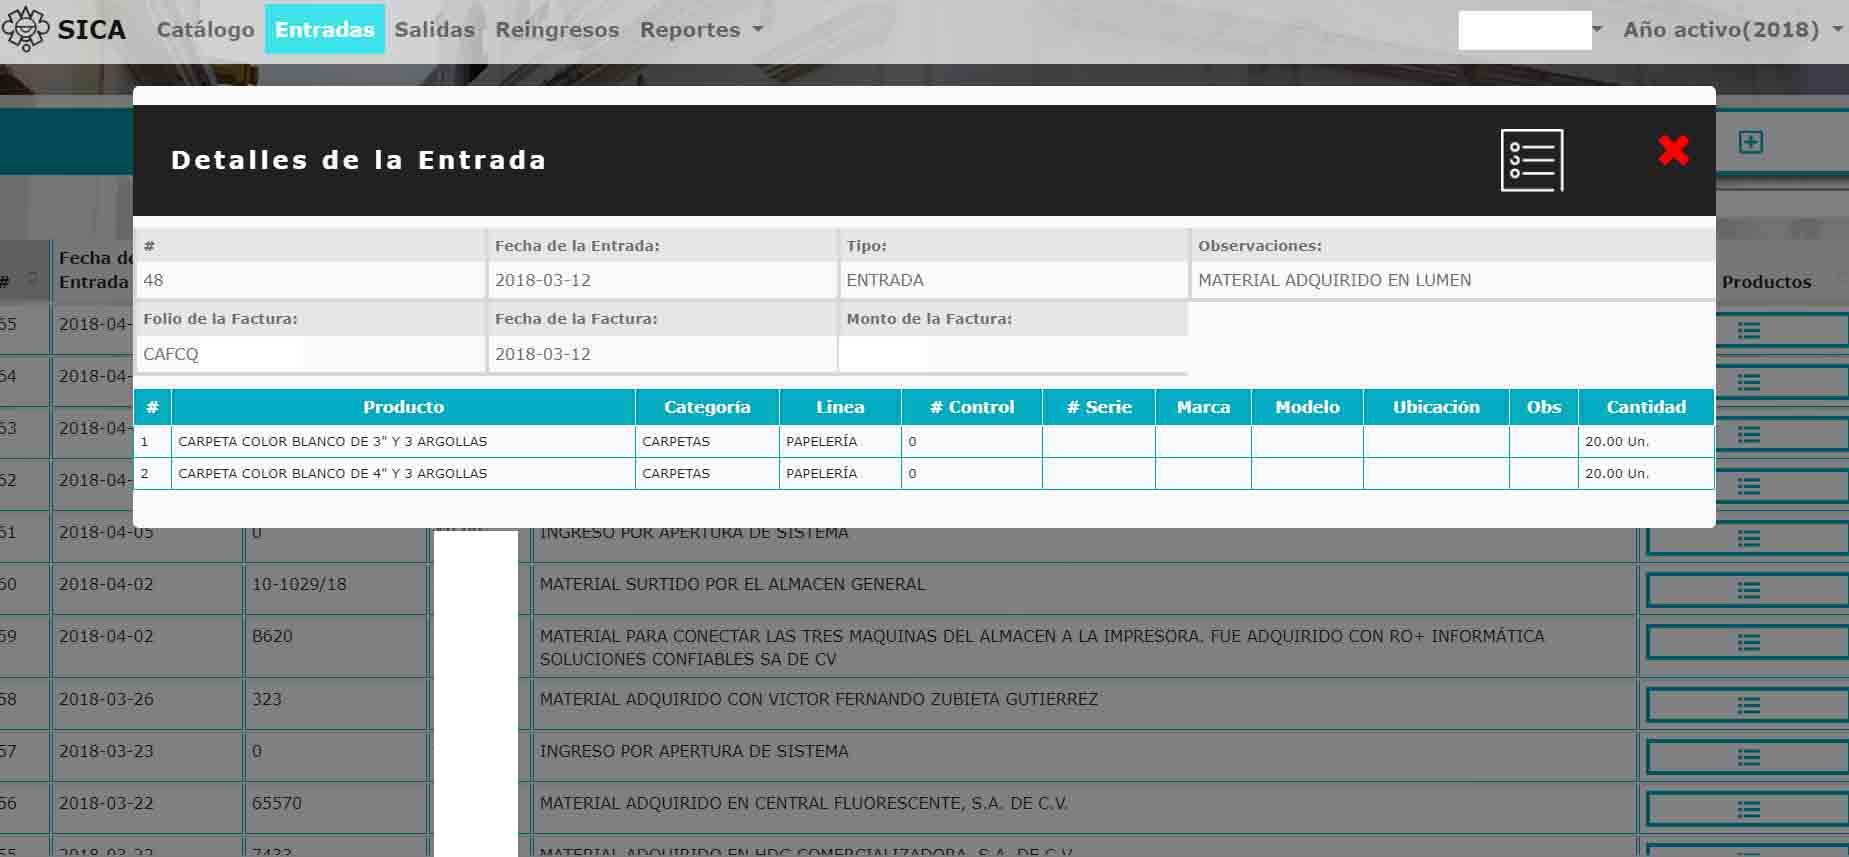 SICA Catálogo Entradas Salidas Reingresos Reportes Año activo(2018)
Detalles de la Entrada
# Fecha de la Entrada: Tipo: Observaciones:
48 2018-03-12 ENTRADA MATERIAL ADQUIRIDO EN LUMEN
Folio de la Factura: Fecha de la Factura: Monto de la Factura:
CAFCQ 2018-03-12
# Producto Categoría Linea # Control # Serie Marca Modelo Ubicación Obs Cantidad
1 CARPETA COLOR BLANCO DE 3" Y 3 ARGOLLAS CARPETAS PAPELERÍA 0 20.00 Un.
2 CARPETA COLOR BLANCO DE 4" Y 3 ARGOLLAS CARPETAS PAPELERÍA 0 20.00 Un.
Fecha de
# Entrada Productos
65 2018-04-
64 2018-04-
63 2018-04-
62 2018-04-
61 2018-04-05 0 INGRESO POR APERTURA DE SISTEMA
60 2018-04-02 10-1029/18 MATERIAL SURTIDO POR EL ALMACEN GENERAL
59 2018-04-02 B620 MATERIAL PARA CONECTAR LAS TRES MAQUINAS DEL ALMACEN A LA IMPRESORA. FUE ADQUIRIDO CON RO+ INFORMÁTICA
SOLUCIONES CONFIABLES SA DE CV
58 2018-03-26 323 MATERIAL ADQUIRIDO CON VICTOR FERNANDO ZUBIETA GUTIERREZ
57 2018-03-23 0 INGRESO POR APERTURA DE SISTEMA
56 2018-03-22 65570 MATERIAL ADQUIRIDO EN CENTRAL FLUORESCENTE, S.A. DE C.V.
55 2018-03-22 7433 MATERIAL ADQUIRIDO EN HDG COMERCIALIZADORA, S.A. DE C.V.